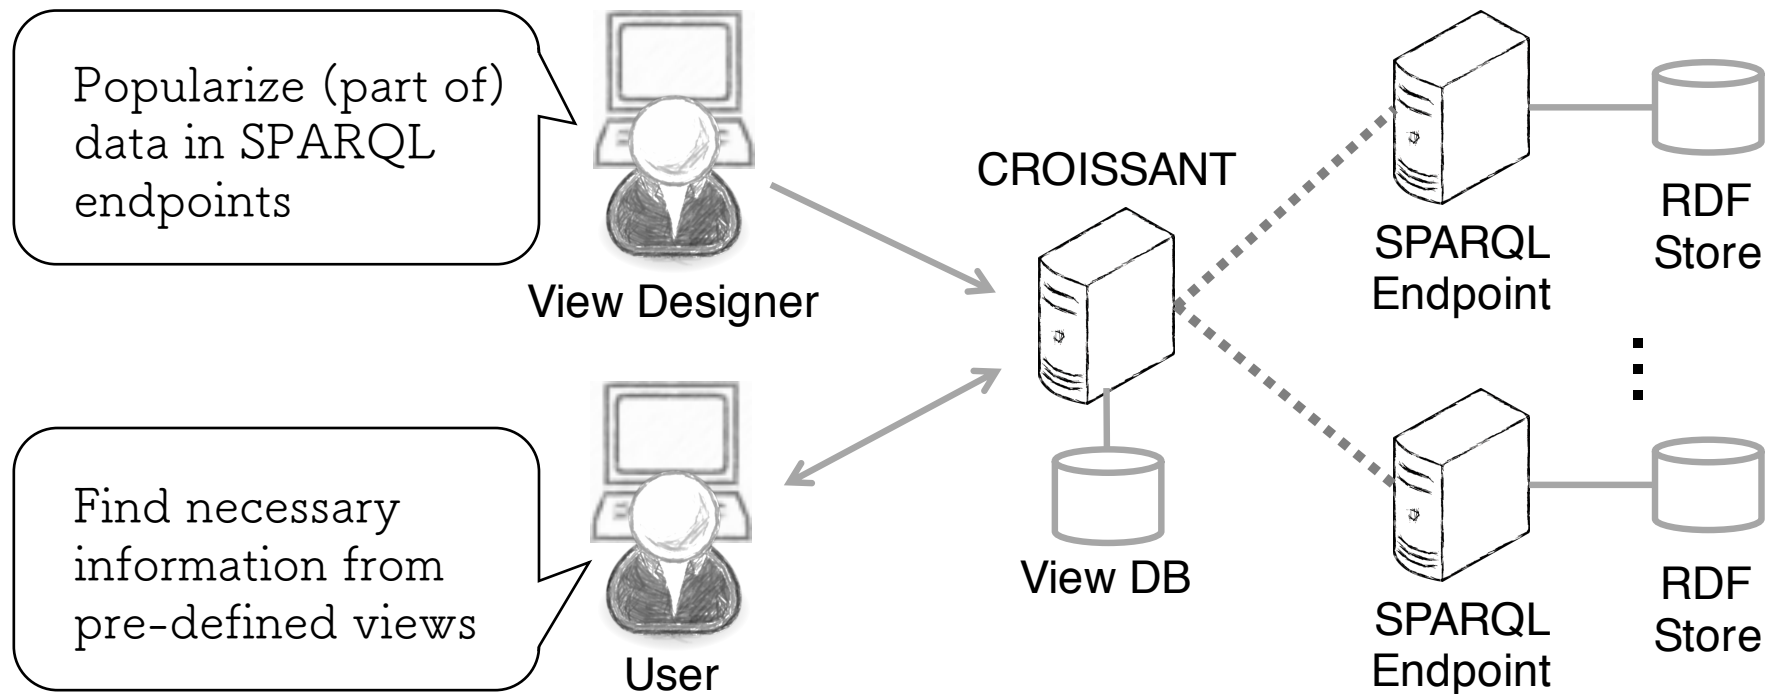 Popularize (part of)
data in SPARQL
endpoints
View Designer
Find necessary
information from
pre-defined views
User
CROISSANT
View DB
SPARQL
Endpoint
RDF
Store
SPARQL
Endpoint
RDF
Store